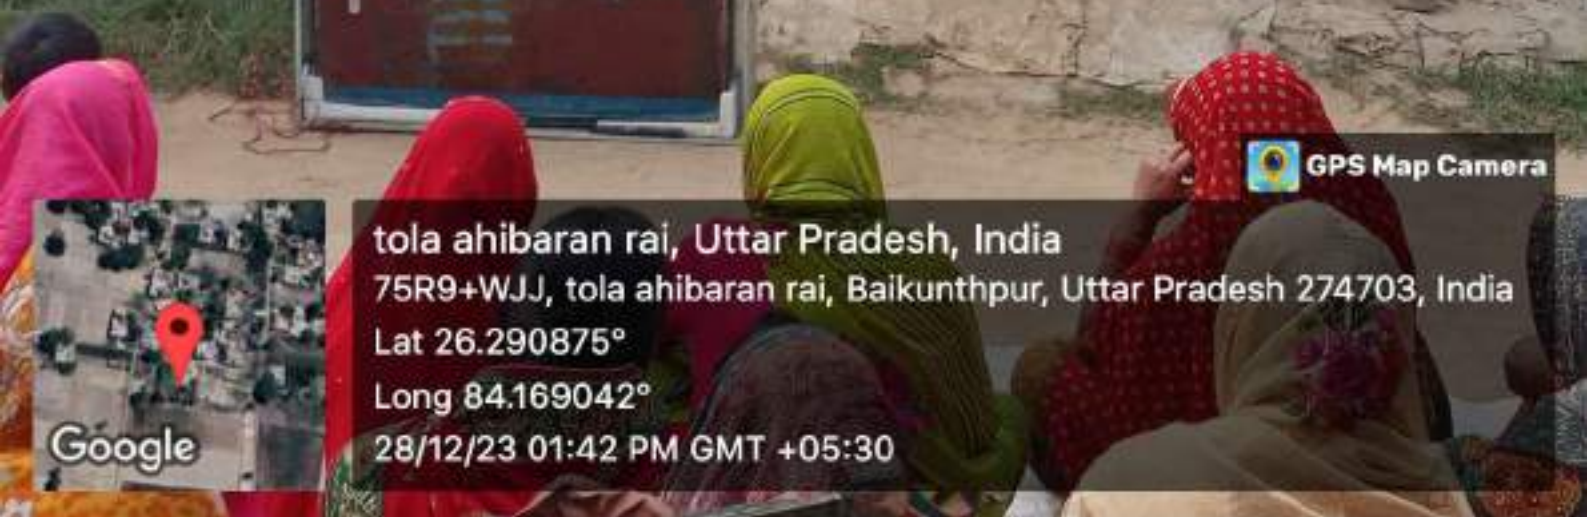 GPS Map Camera
tola ahibaran rai, Uttar Pradesh, India
75R9+WJJ, tola ahibaran rai, Baikunthpur, Uttar Pradesh 274703, India
Lat 26.290875°
Long 84.169042°
28/12/23 01:42 PM GMT +05:30
Google